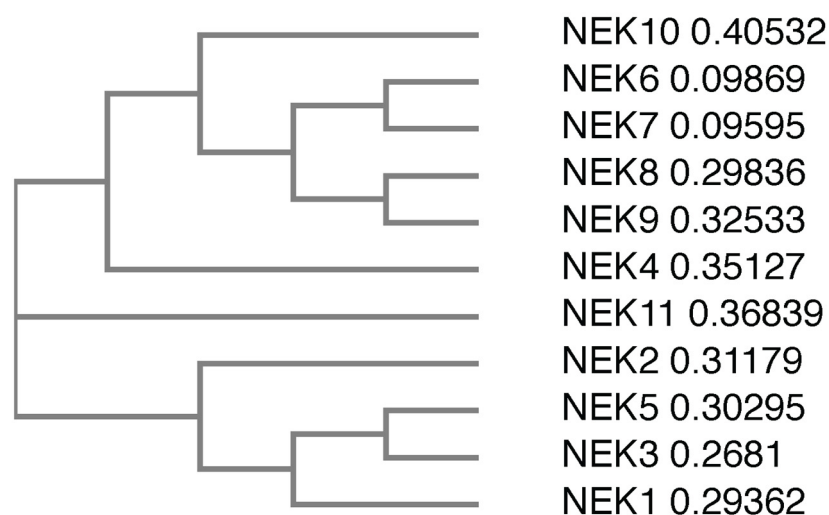 NEK10 0.40532
NEK6 0.09869
NEK7 0.09595
NEK8 0.29836
NEK9 0.32533
NEK4 0.35127
NEK11 0.36839
NEK2 0.31179
NEK5 0.30295
NEK3 0.2681
NEK1 0.29362